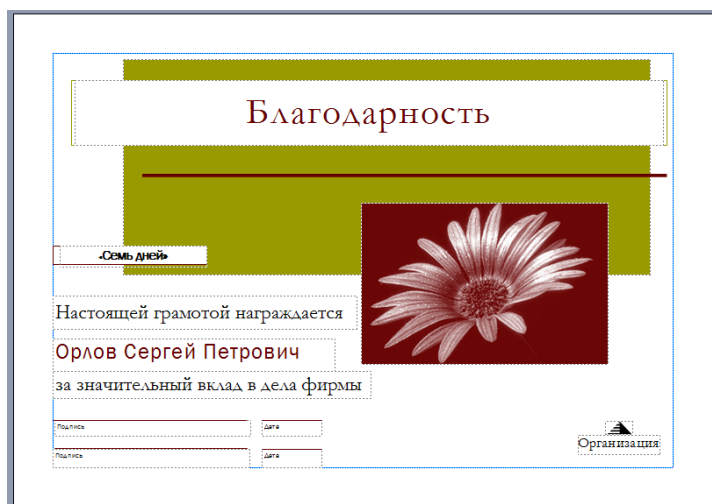 Благодарность
«Семь дней»
Настоящей грамотой награждается
Орлов Сергей Петрович
за значительный вклад в дела фирмы
Подпись Дата
Организация
Подпись Дата